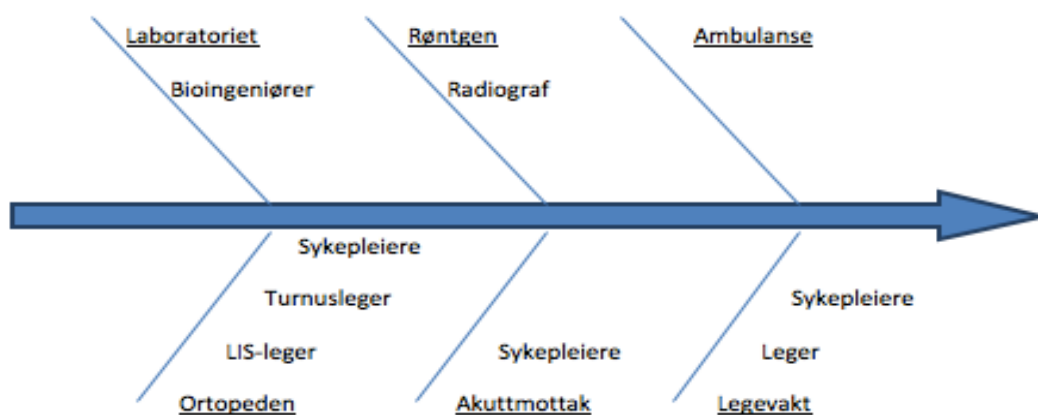 Laboratoriet
Bioingeniører
Røntgen
Radiograf
Ambulanse
Sykepleiere
Turnusleger
LIS-leger
Ortopeden
Sykepleiere
Akuttmottak
Sykepleiere
Leger
Legevakt